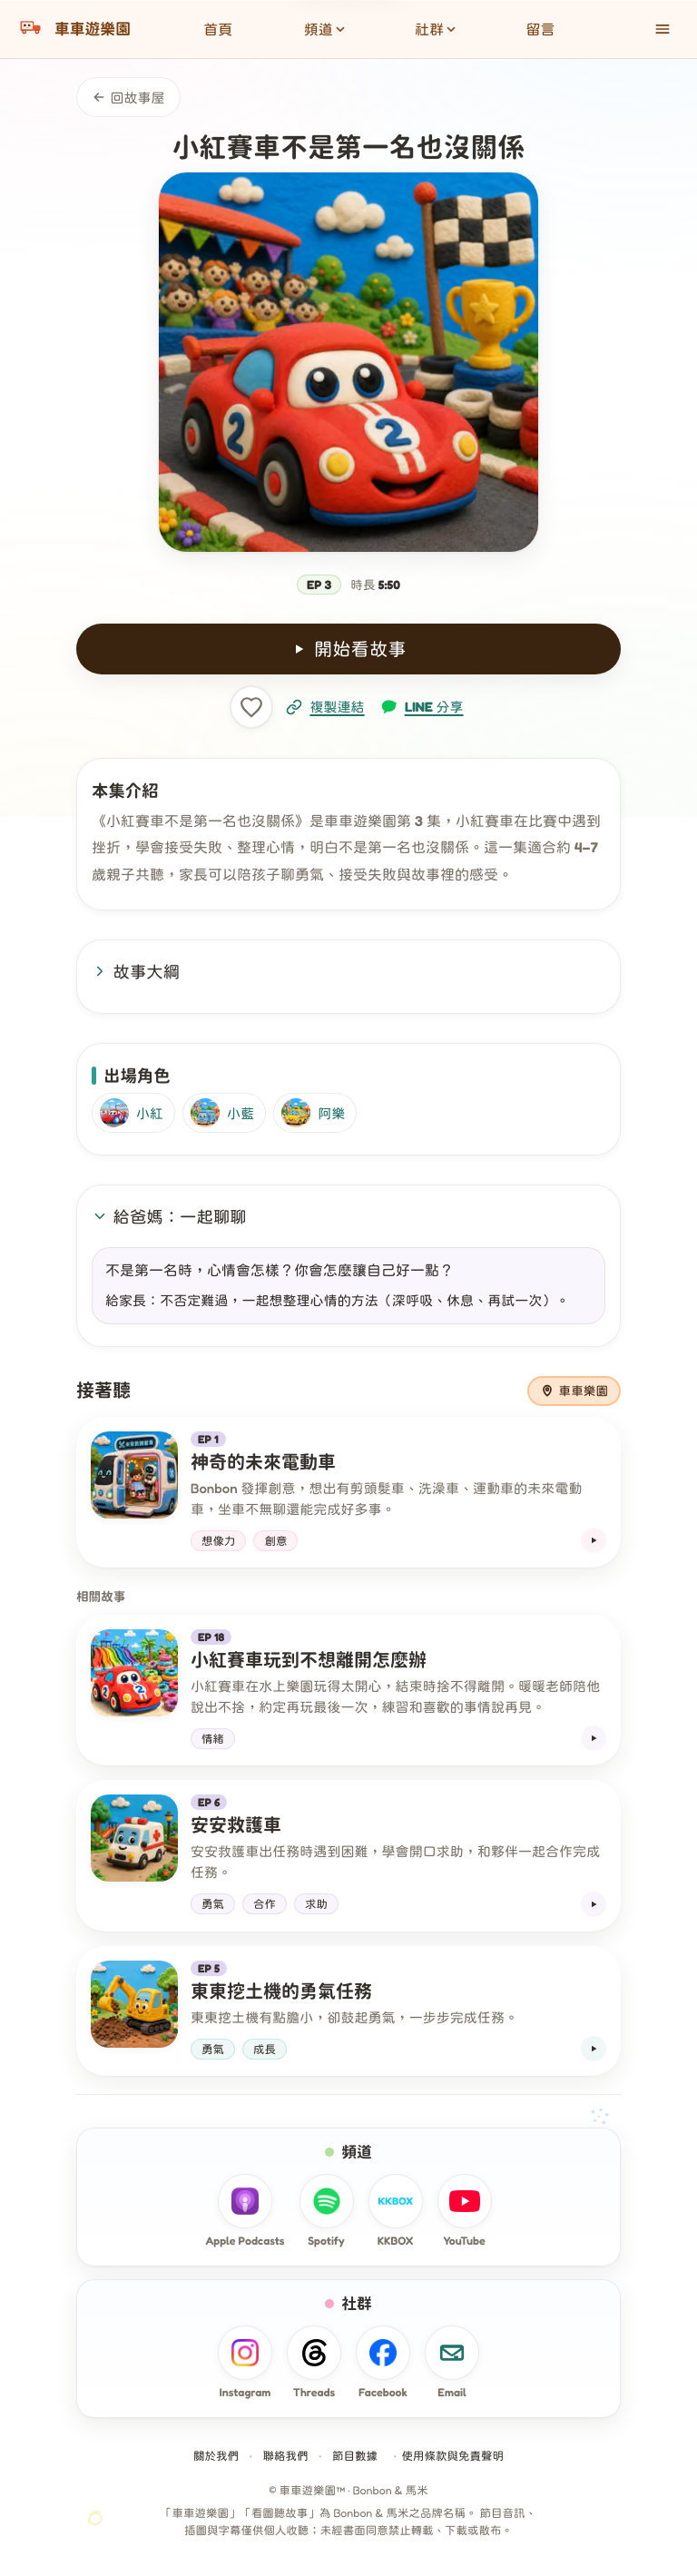 車車遊樂園
首頁
頻道
社群
留言
← 回故事屋
小紅賽車不是第一名也沒關係
2
2
EP 3
時長 5:50
開始看故事
複製連結
LINE 分享
本集介紹
《小紅賽車不是第一名也沒關係》是車車遊樂園第 3 集，小紅賽車在比賽中遇到
挫折，學會接受失敗、整理心情，明白不是第一名也沒關係。這一集適合約 4–7
歲親子共聽，家長可以陪孩子聊勇氣、接受失敗與故事裡的感受。
故事大綱
出場角色
小紅
小藍
阿樂
給爸媽：一起聊聊
不是第一名時，心情會怎樣？你會怎麼讓自己好一點？
給家長：不否定難過，一起想整理心情的方法（深呼吸、休息、再試一次）。
接著聽
車車樂園
EP 1
神奇的未來電動車
Bonbon 發揮創意，想出有剪頭髮車、洗澡車、運動車的未來電動
車，坐車不無聊還能完成好多事。
想像力
創意
相關故事
EP 18
小紅賽車玩到不想離開怎麼辦
小紅賽車在水上樂園玩得太開心，結束時捨不得離開。暖暖老師陪他
說出不捨，約定再玩最後一次，練習和喜歡的事情說再見。
情緒
2
2
EP 6
安安救護車
安安救護車出任務時遇到困難，學會開口求助，和夥伴一起合作完成
任務。
勇氣
合作
求助
EP 5
東東挖土機的勇氣任務
東東挖土機有點膽小，卻鼓起勇氣，一步步完成任務。
勇氣
成長
頻道
KKBOX
Apple Podcasts
Spotify
KKBOX
YouTube
社群
Instagram
Threads
Facebook
Email
關於我們 · 聯絡我們 · 節目數據 · 使用條款與免責聲明
© 車車遊樂園™ · Bonbon & 馬米
「車車遊樂園」「看圖聽故事」為 Bonbon & 馬米之品牌名稱。 節目音訊、
插圖與字幕僅供個人收聽；未經書面同意禁止轉載、下載或散布。